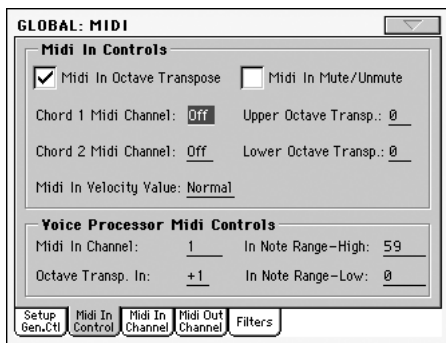 GLOBAL: MIDI
Midi In Controls
Midi In Octave Transpose Midi In Mute/Unmute
Chord 1 Midi Channel: Off Upper Octave Transp.: 0
Chord 2 Midi Channel: Off Lower Octave Transp.: 0
Midi In Velocity Value: Normal
Voice Processor Midi Controls
Midi In Channel: 1 In Note Range-High: 59
Octave Transp. In: +1 In Note Range-Low: 0
Setup Gen.Ctl Midi In Control Midi In Channel Midi Out Channel Filters